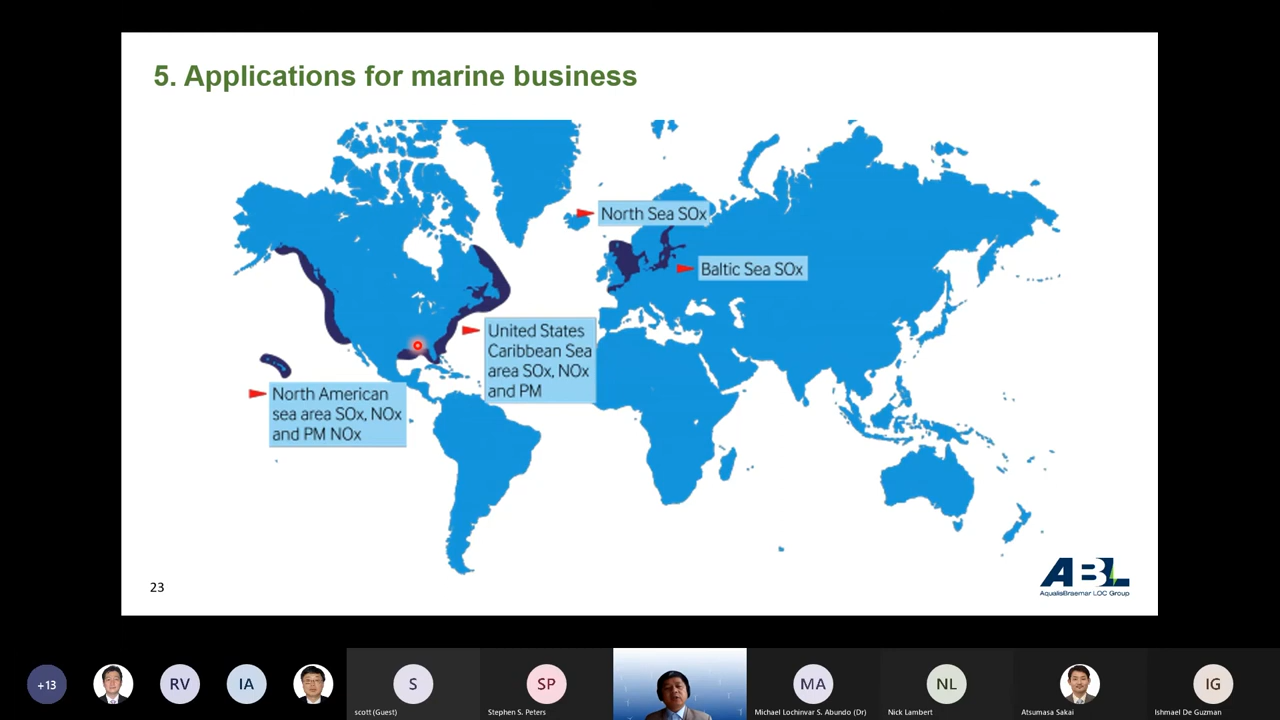 5. Applications for marine business
North Sea SOx
Baltic Sea SOx
United States
Caribbean Sea
area SOx, NOx
and PM
North American
sea area SOx, NOx
and PM NOx
23
ABL
AqualisBraemar LOC Group
+13
RV
IA
S
scott (Guest)
SP
Stephen S. Peters
MA
Michael Lochinvar S. Abundo (Dr)
NL
Nick Lambert
Atsumasa Sakai
IG
Ishmael De Guzman